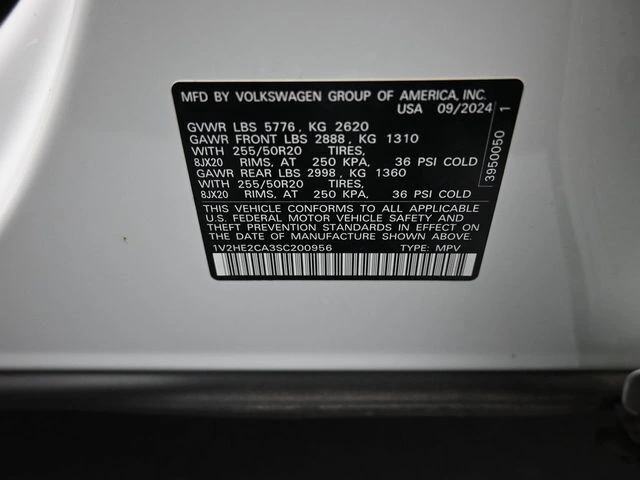 MFD BY VOLKSWAGEN GROUP OF AMERICA, INC.
USA 09/2024
GVWR LBS 5776, KG 2620
GAWR FRONT LBS 2888, KG 1310
WITH 255/50R20 TIRES,
8JX20 RIMS, AT 250 KPA, 36 PSI COLD
GAWR REAR LBS 2998, KG 1360
WITH 255/50R20 TIRES,
8JX20 RIMS, AT 250 KPA, 36 PSI COLD
THIS VEHICLE CONFORMS TO ALL APPLICABLE
U.S. FEDERAL MOTOR VEHICLE SAFETY AND
THEFT PREVENTION STANDARDS IN EFFECT ON
THE DATE OF MANUFACTURE SHOWN ABOVE.
1V2HE2CA3SC200956 TYPE: MPV
3950050 1